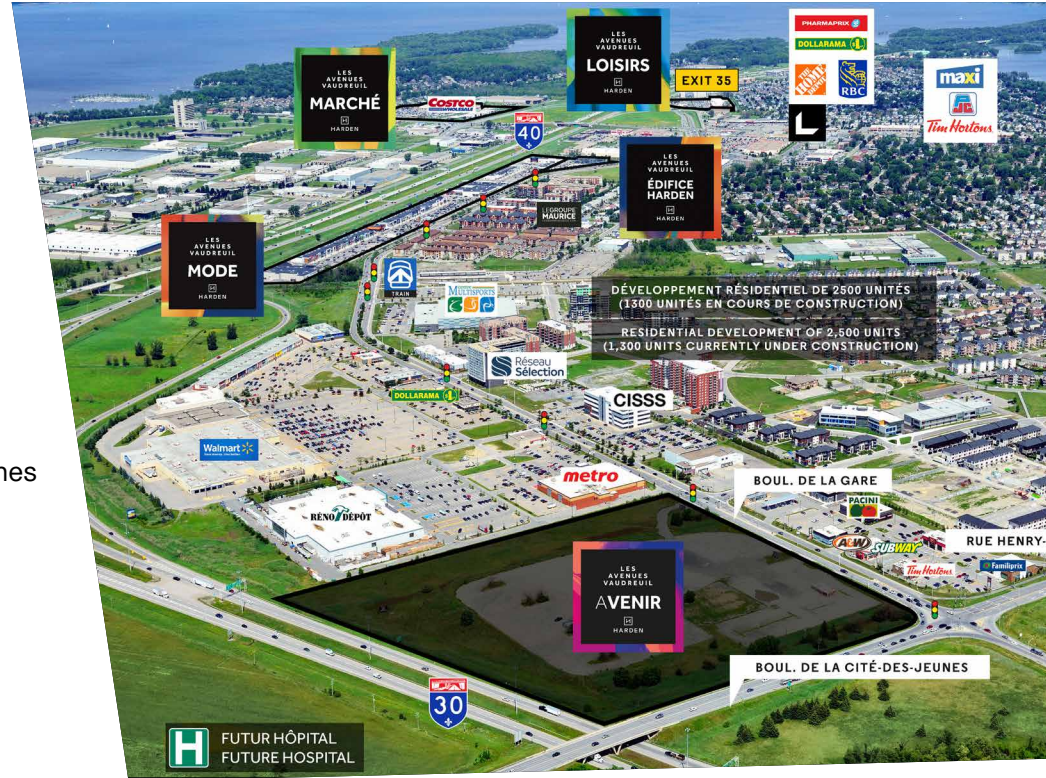 PHARMAPRIX
DOLLARAMA
THE HOME DEPOT
RBC
maxi
Tim Hortons
LES
AVENUES
VAUDREUIL
LOISIRS
HARDEN
EXIT 35
LES
AVENUES
VAUDREUIL
MARCHÉ
HARDEN
COSTCO
WHOLESALE
40
LES
AVENUES
VAUDREUIL
ÉDIFICE
HARDEN
HARDEN
LE GROUPE
MAURICE
LES
AVENUES
VAUDREUIL
MODE
HARDEN
TRAIN
MULTISPORTS
DÉVELOPPEMENT RÉSIDENTIEL DE 2500 UNITÉS
(1300 UNITÉS EN COURS DE CONSTRUCTION)
RESIDENTIAL DEVELOPMENT OF 2,500 UNITS
(1,300 UNITS CURRENTLY UNDER CONSTRUCTION)
Réseau
Sélection
DOLLARAMA
CISSS
Walmart
metro
nes
BOUL. DE LA GARE
PACINI
RÉNO DÉPÔT
A&W
SUBWAY
RUE HENRY-
Tim Hortons
Familiprix
LES
AVENUES
VAUDREUIL
AVENIR
HARDEN
BOUL. DE LA CITÉ-DES-JEUNES
30
H
FUTUR HÔPITAL
FUTURE HOSPITAL